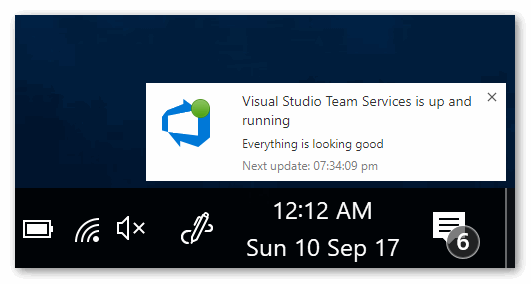 Visual Studio Team Services is up and
running
Everything is looking good
Next update: 07:34:09 pm
12:12 AM
Sun 10 Sep 17
6